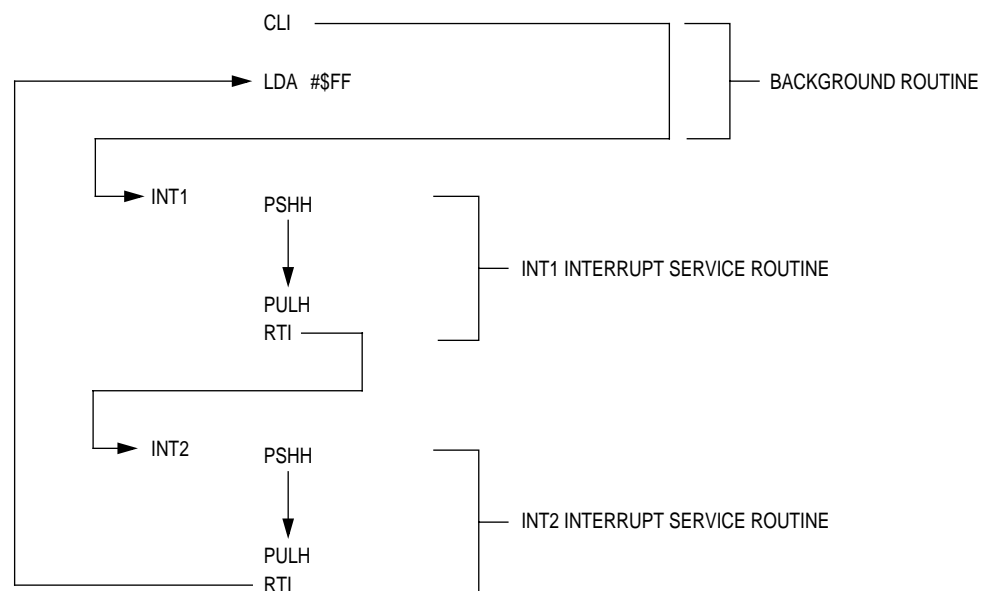 CLI
LDA #$FF
BACKGROUND ROUTINE
INT1
PSHH
INT1 INTERRUPT SERVICE ROUTINE
PULH
RTI
INT2
PSHH
INT2 INTERRUPT SERVICE ROUTINE
PULH
RTI